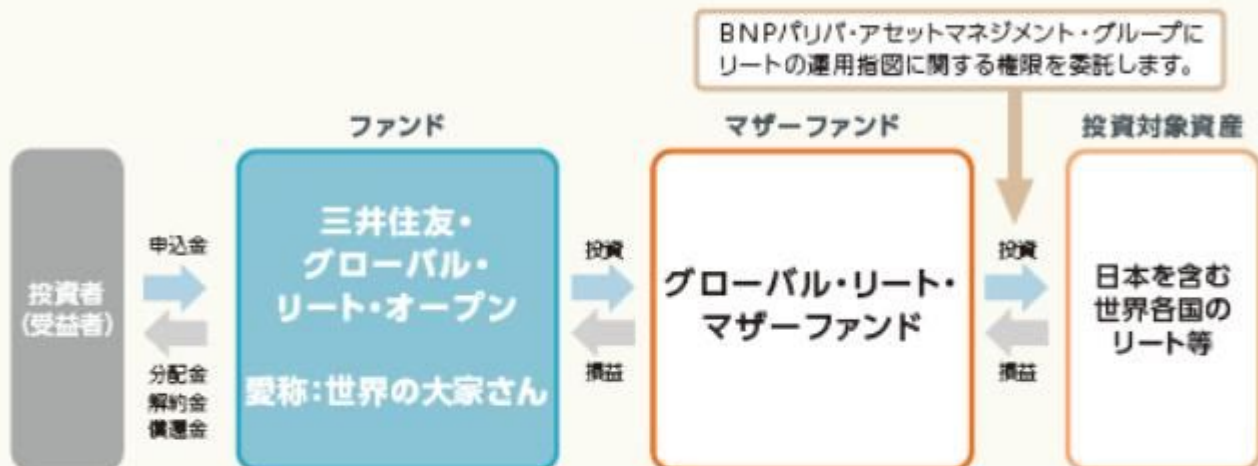 BNPパリバ・アセットマネジメント・グループに
リートの運用指図に関する権限を委託します。
ファンド
マザーファンド
投資対象資産
投資者
(受益者)
申込金
分配金
解約金
償還金
三井住友・
グローバル・
リート・オープン
愛称:世界の大家さん
投資
損益
グローバル・リート・
マザーファンド
投資
損益
日本を含む
世界各国の
リート等